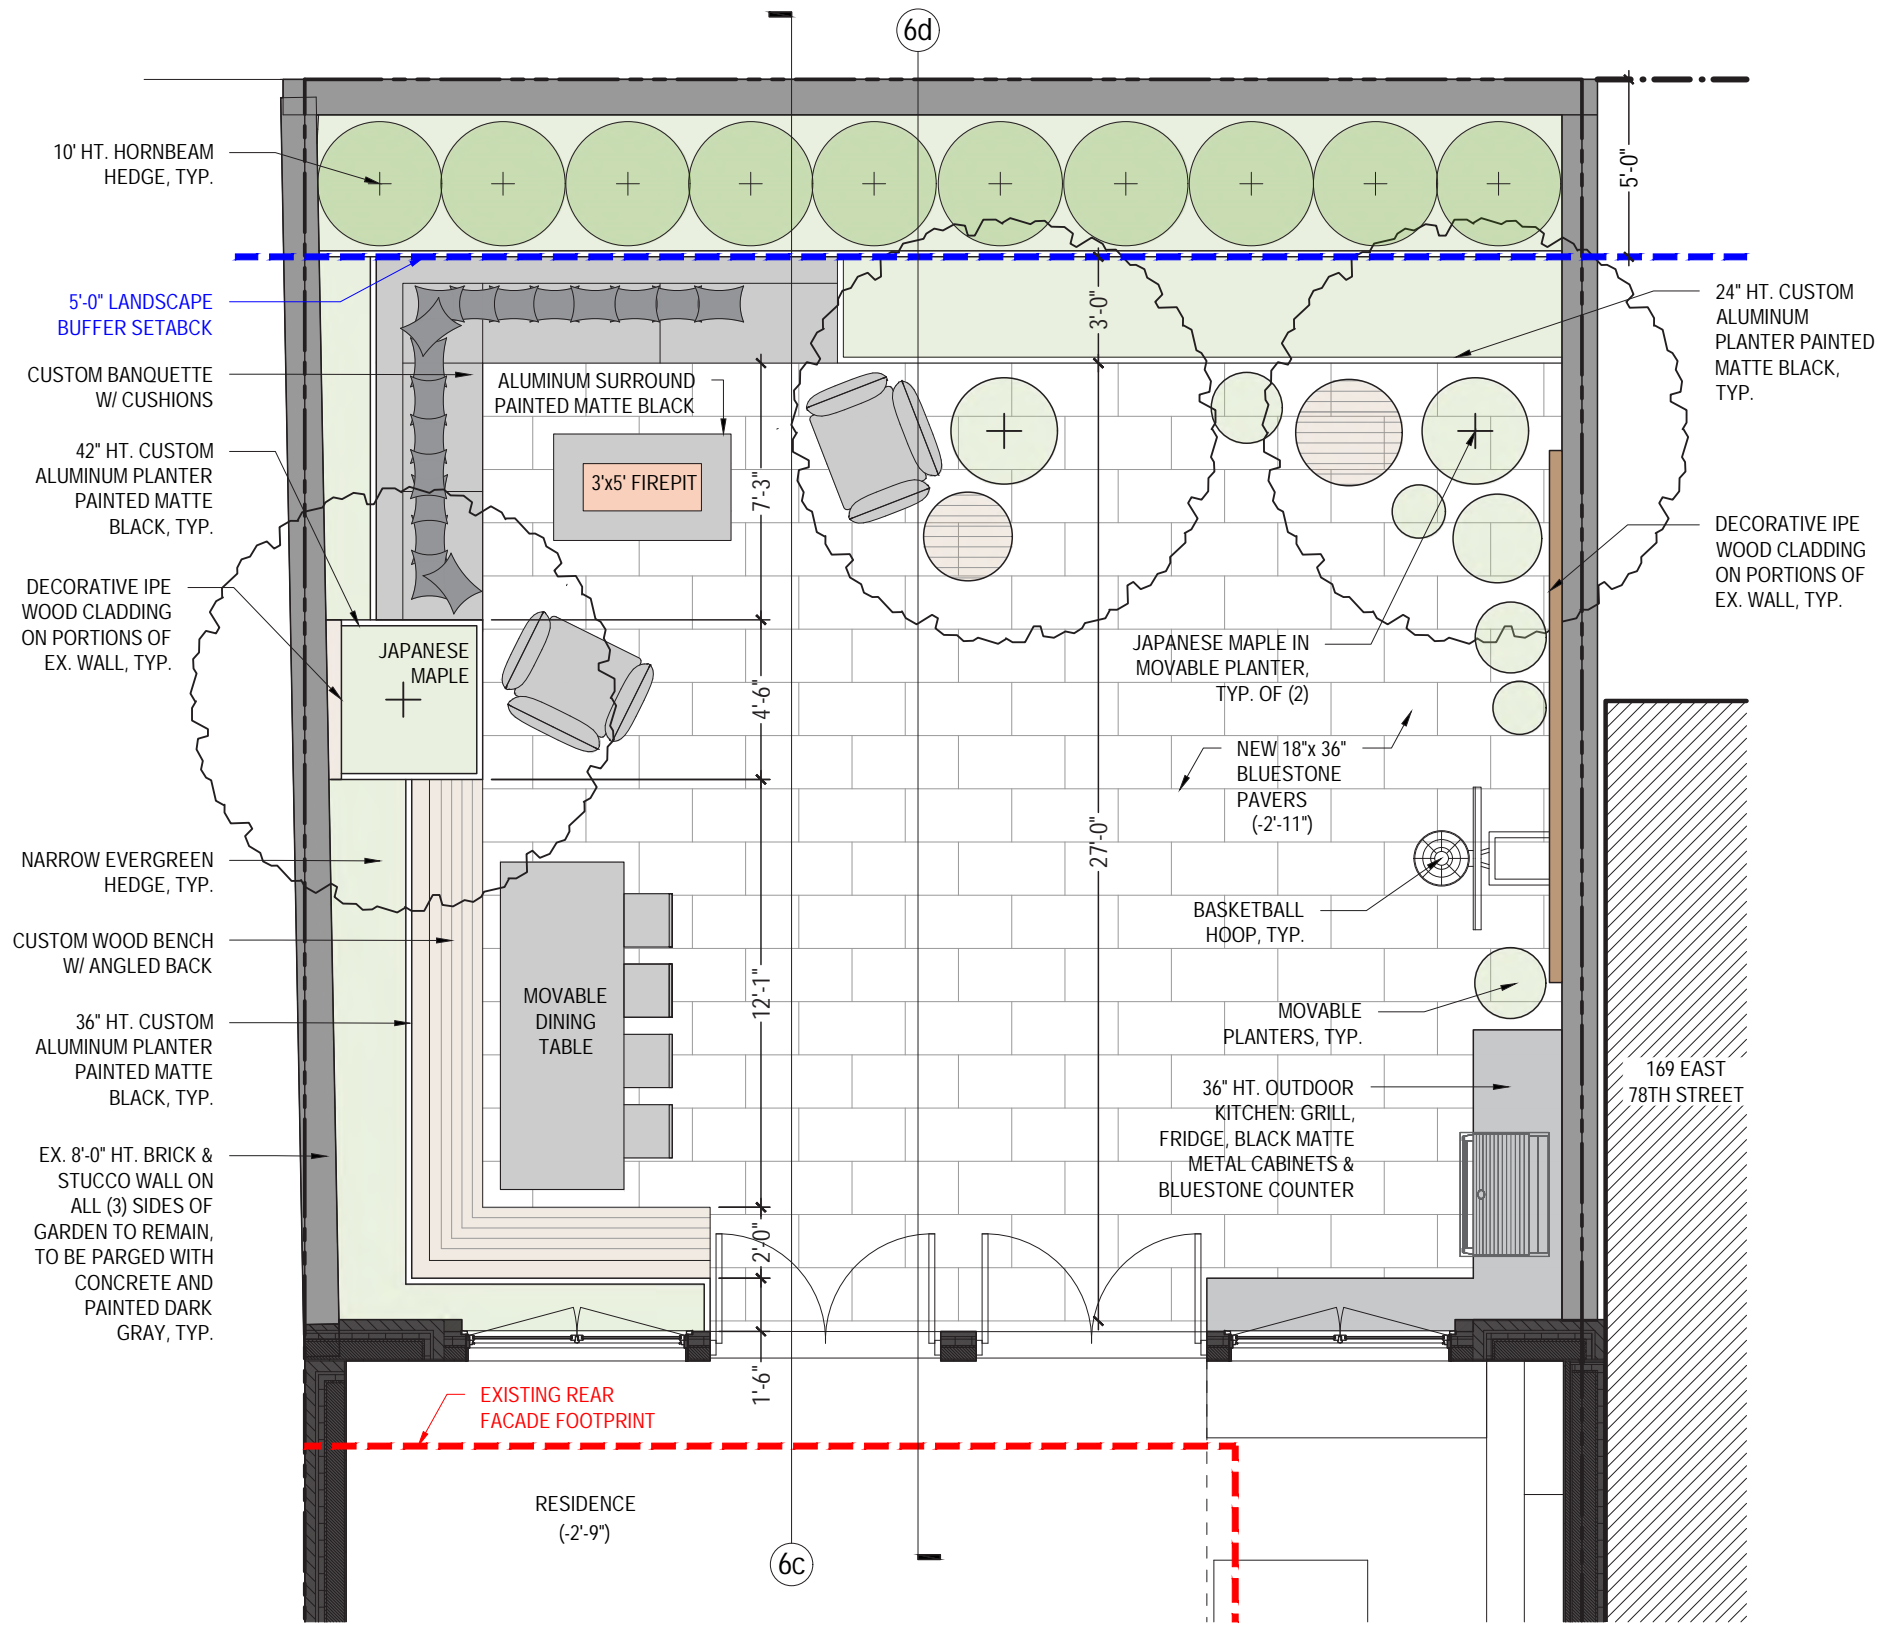 6d
10' HT. HORNBEAM
HEDGE, TYP.
5'-0"
5'-0" LANDSCAPE
BUFFER SETABCK
3'-0"
24" HT. CUSTOM
ALUMINUM
PLANTER PAINTED
MATTE BLACK,
TYP.
CUSTOM BANQUETTE
W/ CUSHIONS
ALUMINUM SURROUND
PAINTED MATTE BLACK
42" HT. CUSTOM
ALUMINUM PLANTER
PAINTED MATTE
BLACK, TYP.
3'x5' FIREPIT
7'-3"
DECORATIVE IPE
WOOD CLADDING
ON PORTIONS OF
EX. WALL, TYP.
DECORATIVE IPE
WOOD CLADDING
ON PORTIONS OF
EX. WALL, TYP.
JAPANESE
MAPLE
4'-6"
JAPANESE MAPLE IN
MOVABLE PLANTER,
TYP. OF (2)
NEW 18"x 36"
BLUESTONE
PAVERS
(-2'-11")
27'-0"
NARROW EVERGREEN
HEDGE, TYP.
BASKETBALL
HOOP, TYP.
CUSTOM WOOD BENCH
W/ ANGLED BACK
12'-1"
MOVABLE
DINING
TABLE
MOVABLE
PLANTERS, TYP.
36" HT. CUSTOM
ALUMINUM PLANTER
PAINTED MATTE
BLACK, TYP.
169 EAST
78TH STREET
36" HT. OUTDOOR
KITCHEN: GRILL,
FRIDGE, BLACK MATTE
METAL CABINETS &
BLUESTONE COUNTER
EX. 8'-0" HT. BRICK &
STUCCO WALL ON
ALL (3) SIDES OF
GARDEN TO REMAIN,
TO BE PARGED WITH
CONCRETE AND
PAINTED DARK
GRAY, TYP.
2'-0"
1'-6"
EXISTING REAR
FACADE FOOTPRINT
RESIDENCE
(-2'-9")
6c